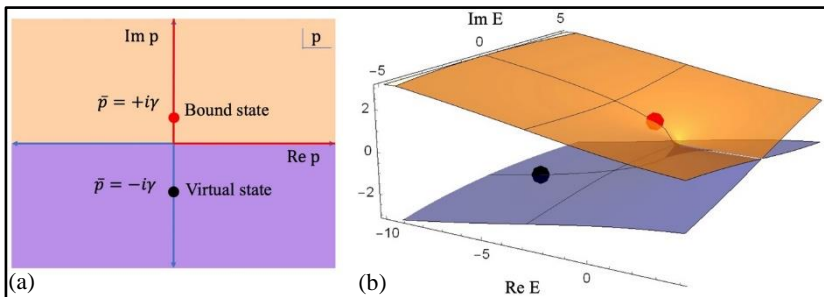 Im p
p
p̄ = +iγ
Bound state
Re p
p̄ = −iγ
Virtual state
(a)
Im E
5
0
-5
2
0
-2
-10
-5
0
Re E
(b)